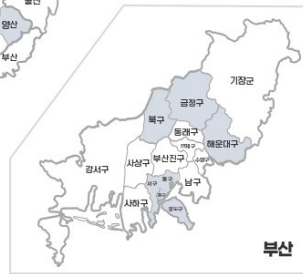 울산
양산
부산
기장군
금정구
북구
동래구
해운대구
연제구
수영구
강서구
사상구
부산진구
남구
서구
동구
중구
사하구
영도구
부산